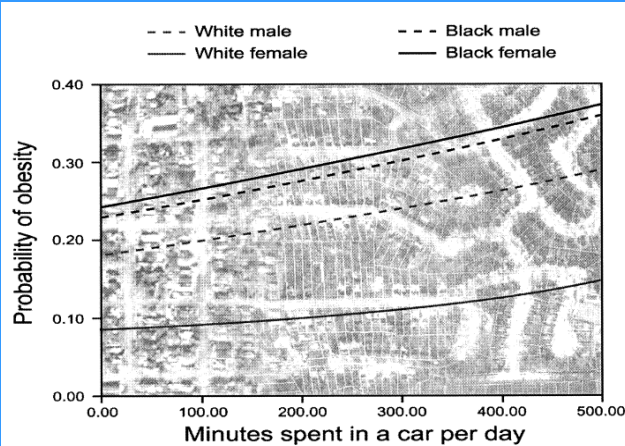 White male Black male
White female Black female
0.40
0.30
0.20
0.10
0.00
Probability of obesity
0.00 100.00 200.00 300.00 400.00 500.00
Minutes spent in a car per day